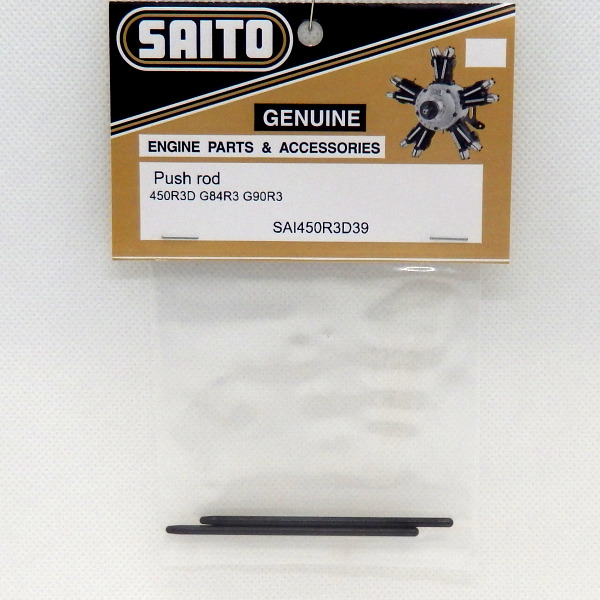 SAITO
GENUINE
ENGINE PARTS & ACCESSORIES
Push rod
450R3D G84R3 G90R3
SAI450R3D39